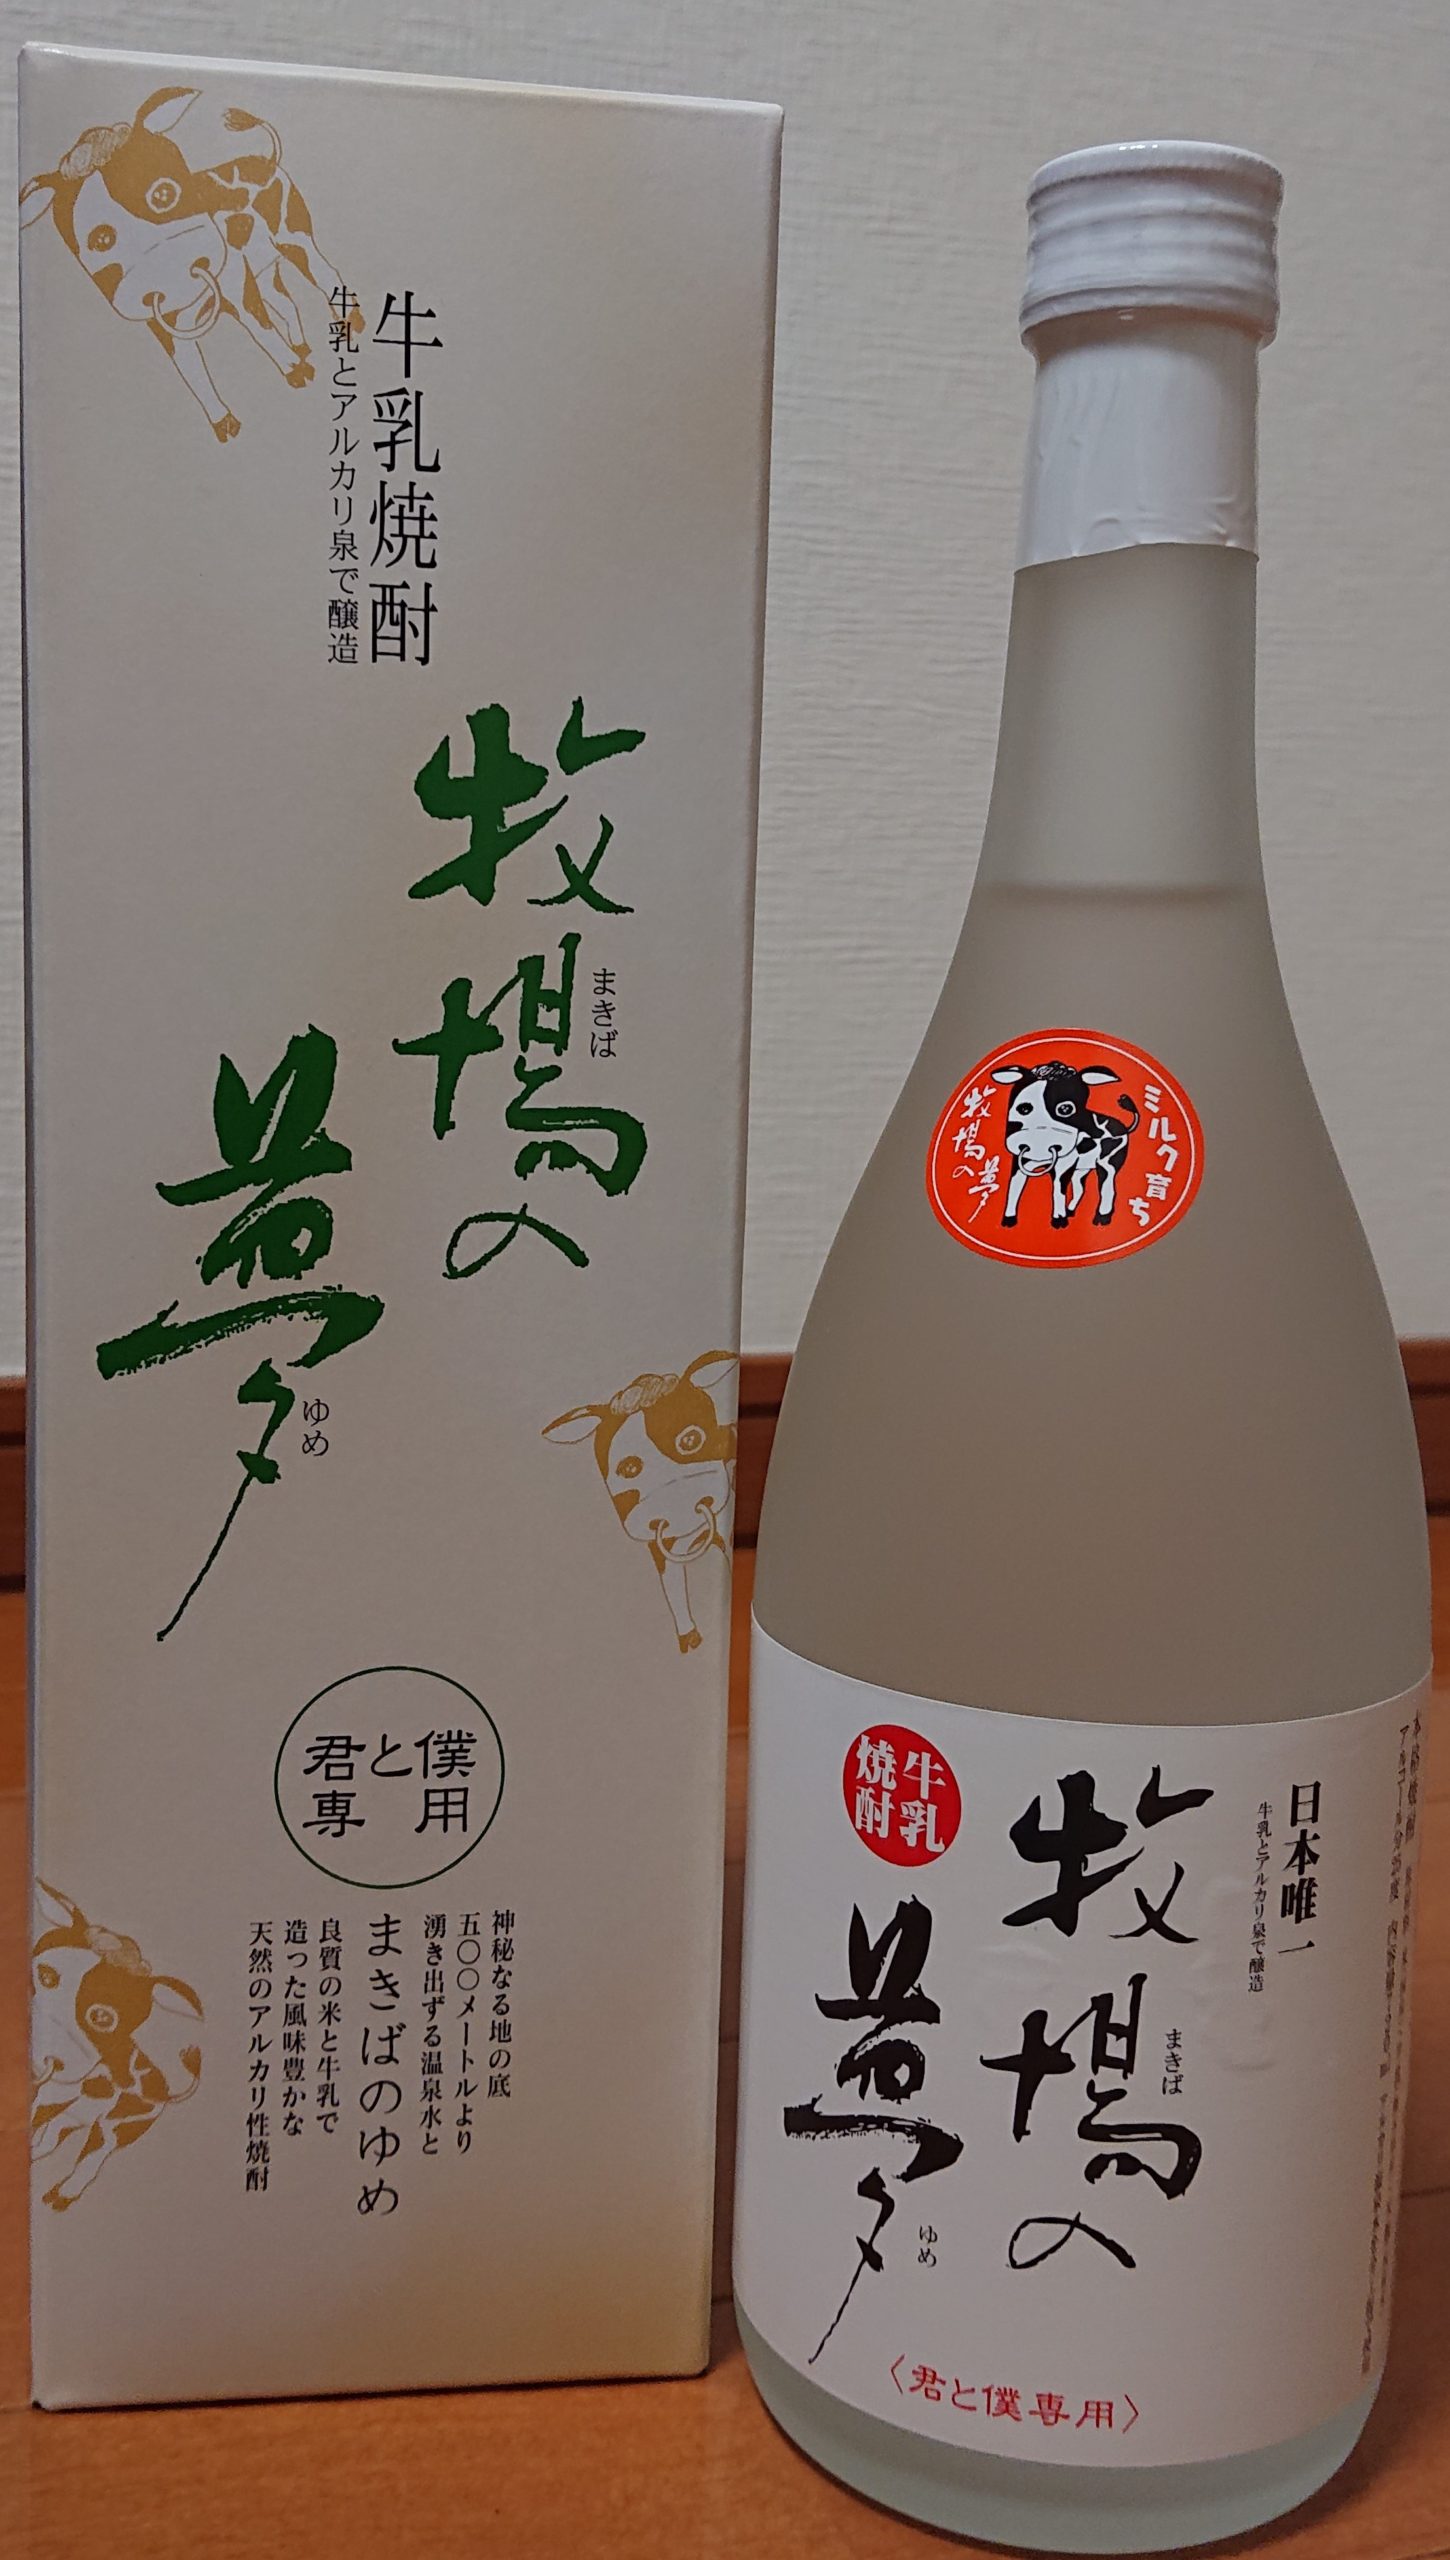 牛乳焼酎
牛乳とアルカリ泉で醸造
牧場の
まきば
夢
ゆめ
君と僕
専用
神秘なる地の底
五〇〇メートルより
湧き出ずる温泉水と
まきばのゆめ
良質の米と牛乳で
造った風味豊かな
天然のアルカリ性焼酎
ミルク育ち
牧場の
夢
日本唯一
牛乳とアルカリ泉で醸造
牧場の
まきば
夢
ゆめ
牛乳
焼酎
〈君と僕専用〉